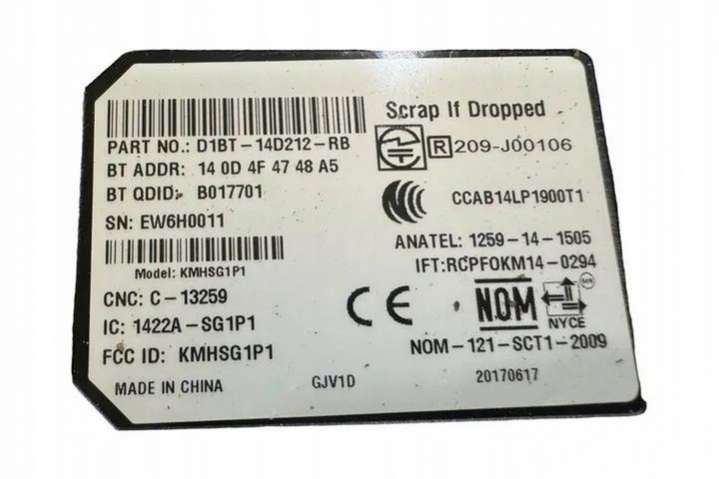 Scrap If Dropped
PART NO.: D1BT-14D212-RB
R 209-J00106
BT ADDR: 14 0D 4F 47 48 A5
BT QDID: B017701
CCAB14LP1900T1
SN: EW6H0011
ANATEL: 1259-14-1505
Model: KMHSG1P1
IFT:RCPFOKM14-0294
CNC: C-13259
CE
NOM
NYCE
IC: 1422A-SG1P1
FCC ID: KMHSG1P1
NOM-121-SCT1-2009
MADE IN CHINA
GJV1D
20170617